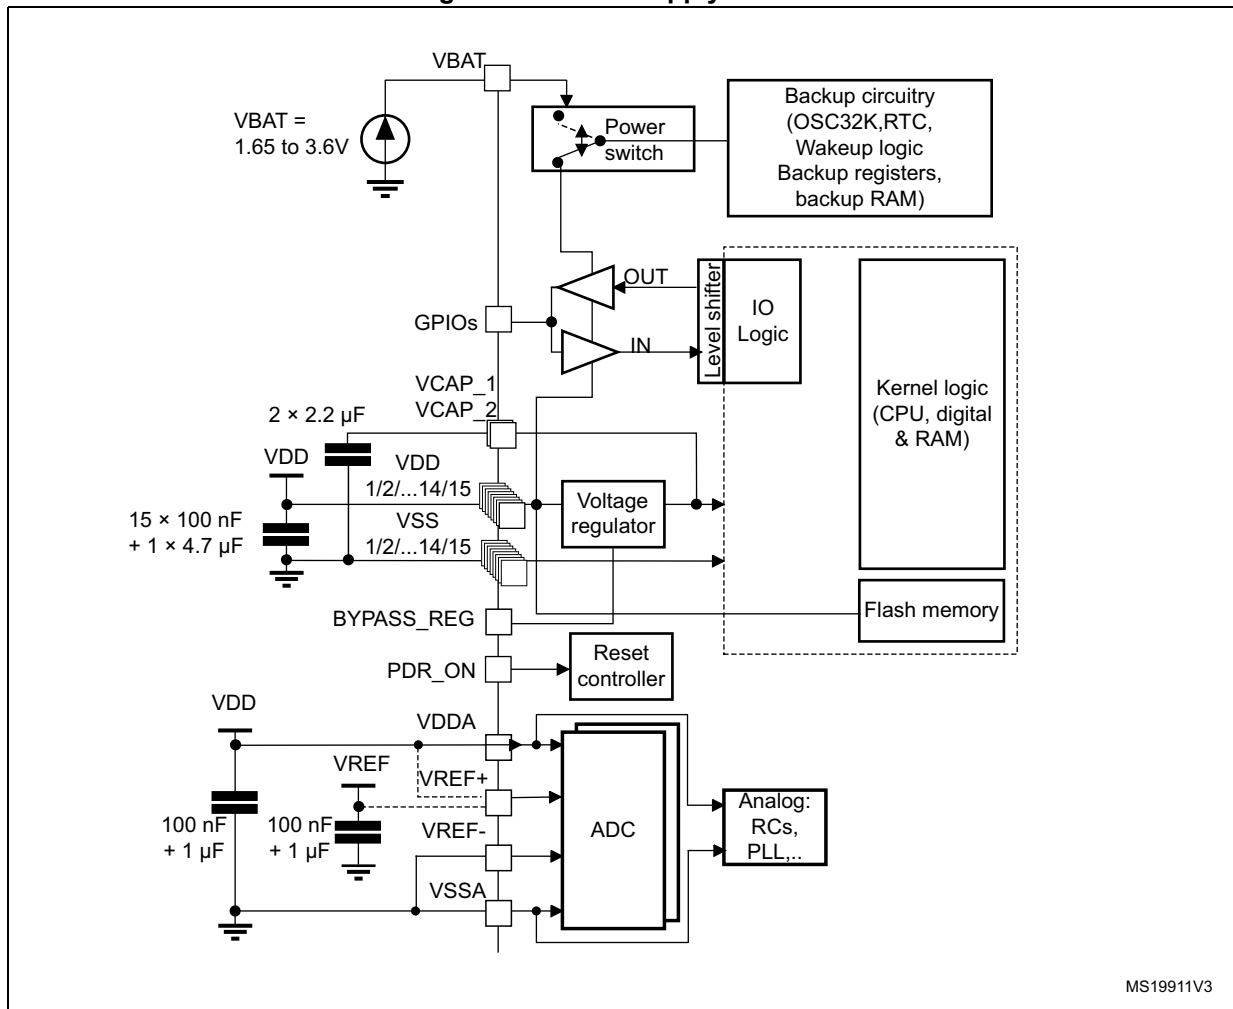 VBAT
VBAT =
1.65 to 3.6V
Power
switch
Backup circuitry
(OSC32K,RTC,
Wakeup logic
Backup registers,
backup RAM)
OUT
GPIOs
IN
Level shifter
IO
Logic
Kernel logic
(CPU, digital
& RAM)
VCAP_1
VCAP_2
2 × 2.2 µF
VDD
VDD
1/2/...14/15
Voltage
regulator
15 × 100 nF
+ 1 × 4.7 µF
VSS
1/2/...14/15
Flash memory
BYPASS_REG
PDR_ON
Reset
controller
VDD
VDDA
VREF
VREF+
100 nF
+ 1 µF
100 nF
+ 1 µF
VREF-
ADC
Analog:
RCs,
PLL,..
VSSA
MS19911V3